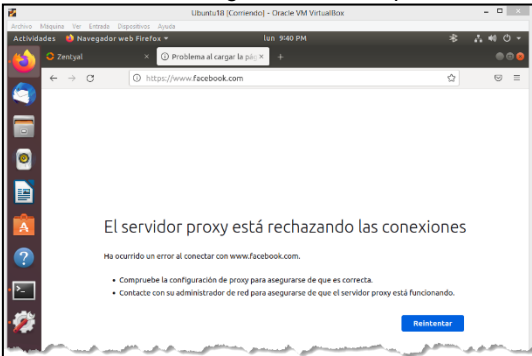 Ubuntu18 [Corriendo] - Oracle VM VirtualBox
Archivo Máquina Ver Entrada Dispositivos Ayuda
Actividades Navegador web Firefox lun 9:40 PM
Zentyal Problema al cargar la pág
https://www.facebook.com
El servidor proxy está rechazando las conexiones
Ha ocurrido un error al conectar con www.facebook.com.
Compruebe la configuración de proxy para asegurarse de que es correcta.
Contacte con su administrador de red para asegurarse de que el servidor proxy está funcionando.
Reintentar